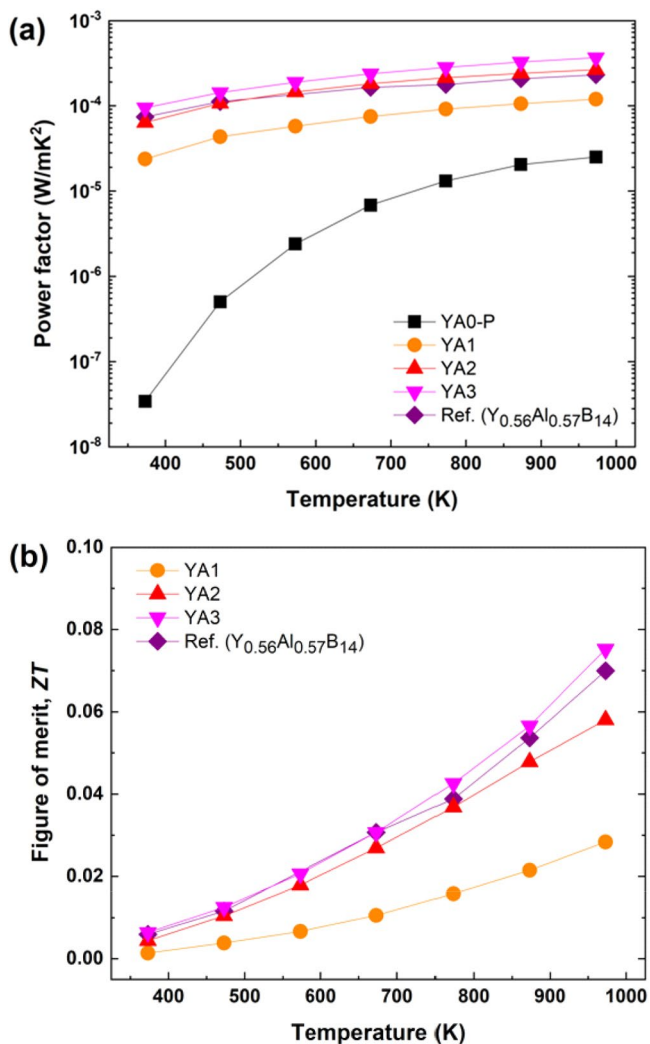 (a)
Power factor (W/mK²)
10⁻³
10⁻⁴
10⁻⁵
10⁻⁶
10⁻⁷
10⁻⁸
YA0-P
YA1
YA2
YA3
Ref. (Y₀.₅₆Al₀.₅₇B₁₄)
400 500 600 700 800 900 1000
Temperature (K)
(b)
Figure of merit, ZT
0.10
0.08
0.06
0.04
0.02
0.00
YA1
YA2
YA3
Ref. (Y₀.₅₆Al₀.₅₇B₁₄)
400 500 600 700 800 900 1000
Temperature (K)